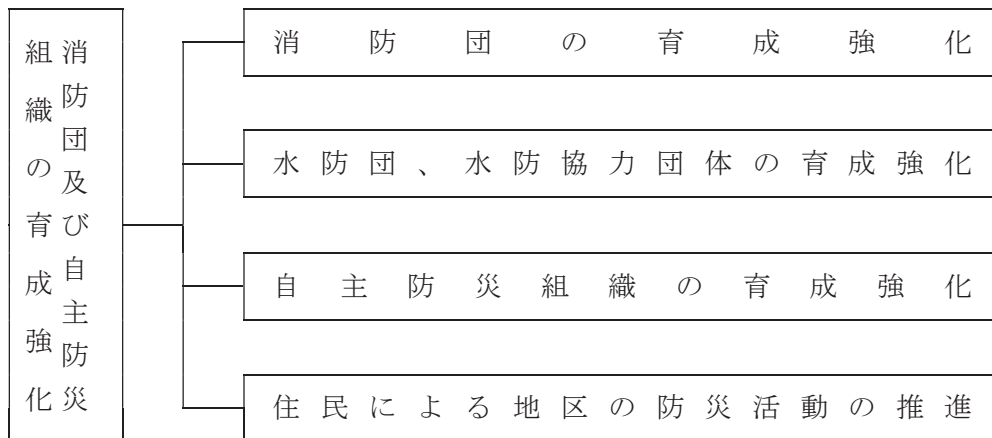 消防団及び自主防災
組織の育成強化
消防団の育成強化
水防団、水防協力団体の育成強化
自主防災組織の育成強化
住民による地区の防災活動の推進